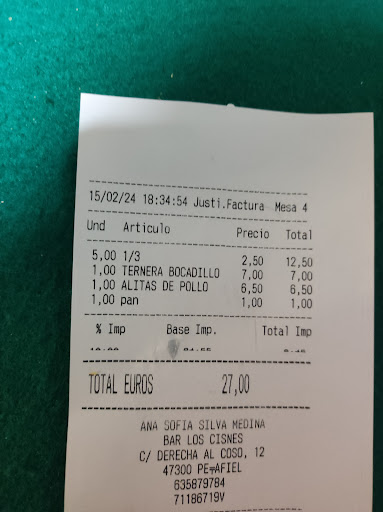 15/02/24 18:34:54 Justi.Factura Mesa 4
Und Articulo Precio Total
5,00 1/3 2,50 12,50
1,00 TERNERA BOCADILLO 7,00 7,00
1,00 ALITAS DE POLLO 6,50 6,50
1,00 pan 1,00 1,00
% Imp Base Imp. Total Imp
TOTAL EUROS 27,00
ANA SOFIA SILVA MEDINA
BAR LOS CISNES
C/ DERECHA AL COSO, 12
47300 PE╤AFIEL
635879784
71186719V